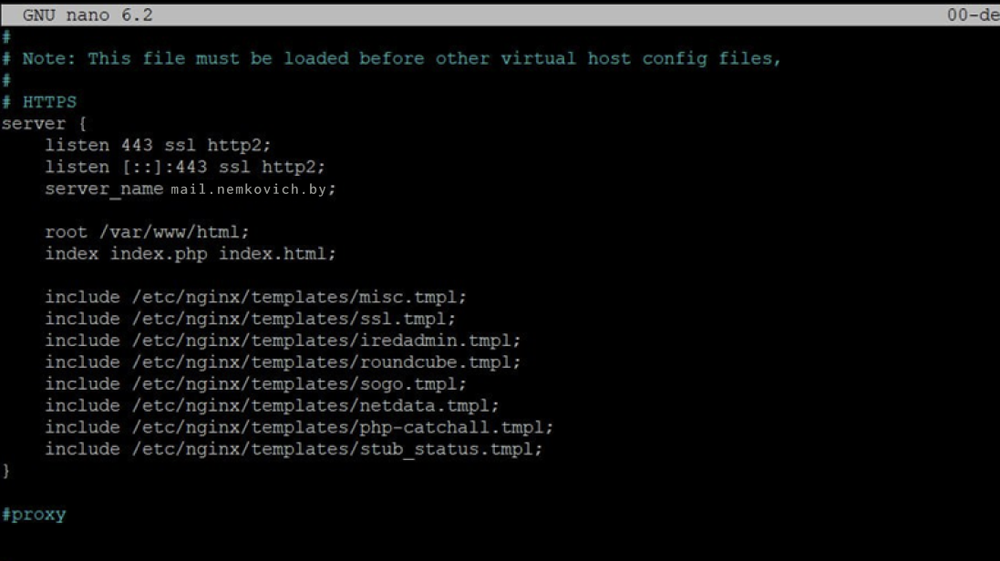 GNU nano 6.2 00-de
#
# Note: This file must be loaded before other virtual host config files,
#
# HTTPS
server {
listen 443 ssl http2;
listen [::]:443 ssl http2;
server_name mail.nemkovich.by;
root /var/www/html;
index index.php index.html;
include /etc/nginx/templates/misc.tmpl;
include /etc/nginx/templates/ssl.tmpl;
include /etc/nginx/templates/iredadmin.tmpl;
include /etc/nginx/templates/roundcube.tmpl;
include /etc/nginx/templates/sogo.tmpl;
include /etc/nginx/templates/netdata.tmpl;
include /etc/nginx/templates/php-catchall.tmpl;
include /etc/nginx/templates/stub_status.tmpl;
}
#proxy